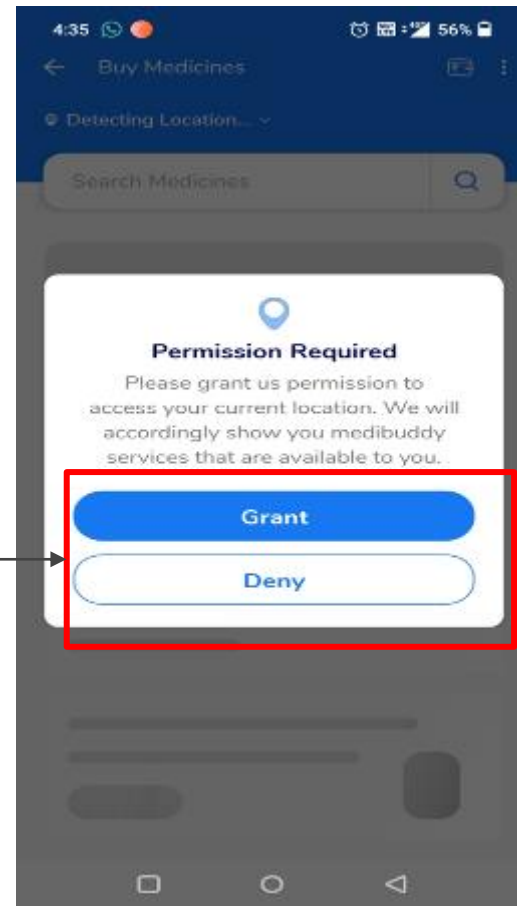 4:35 56%
Buy Medicines
Detecting Location...
Search Medicines
Permission Required
Please grant us permission to
access your current location. We will
accordingly show you medibuddy
services that are available to you.
Grant
Deny